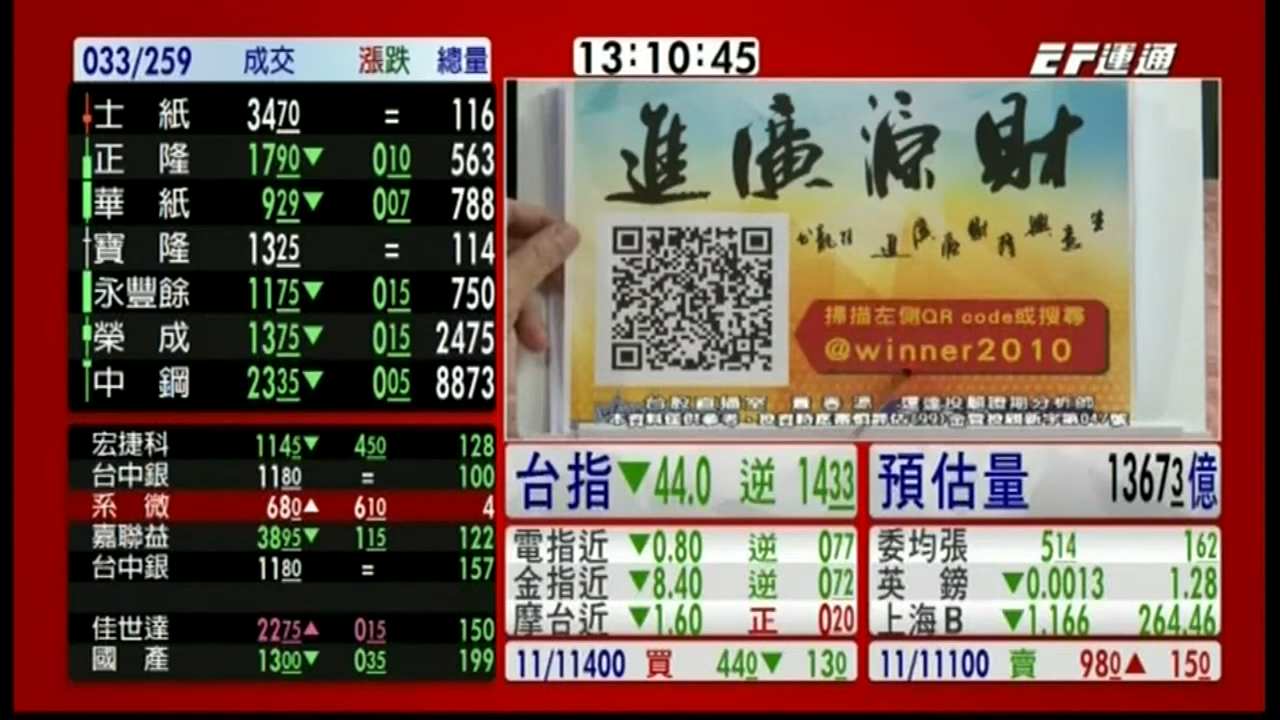 033/259 成交 漲跌 總量
13:10:45
EF運通
士紙 3470 = 116
正隆 1790▼ 010 563
華紙 929▼ 007 788
寶隆 1325 = 114
永豐餘 1175▼ 015 750
榮成 1375▼ 015 2475
中鋼 2335▼ 005 8873
宏捷科 1145▼ 450 128
台中銀 1180 = 100
系微 680▲ 610 4
嘉聯益 3895▼ 115 122
台中銀 1180 = 157
佳世達 2275▲ 015 150
國產 1300▼ 035 199
進廣源財
掃描左側QR code或搜尋
@winner2010
台指▼44.0 逆 1433
電指近 ▼0.80 逆 077
金指近 ▼8.40 逆 072
摩台近 ▼1.60 正 020
11/11400 買 440▼ 130
預估量 13673億
委均張 514 162
英鎊 ▼0.0013 1.28
上海B ▼1.166 264.46
11/11100 賣 980▲ 150